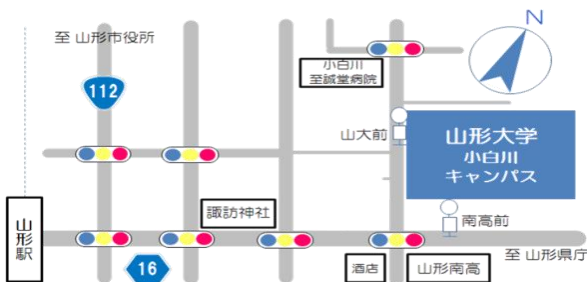 至 山形市役所
N
小白川
至誠堂病院
112
山大前
山形大学
小白川
キャンパス
山形駅
諏訪神社
南高前
16
酒店
山形南高
至 山形県庁